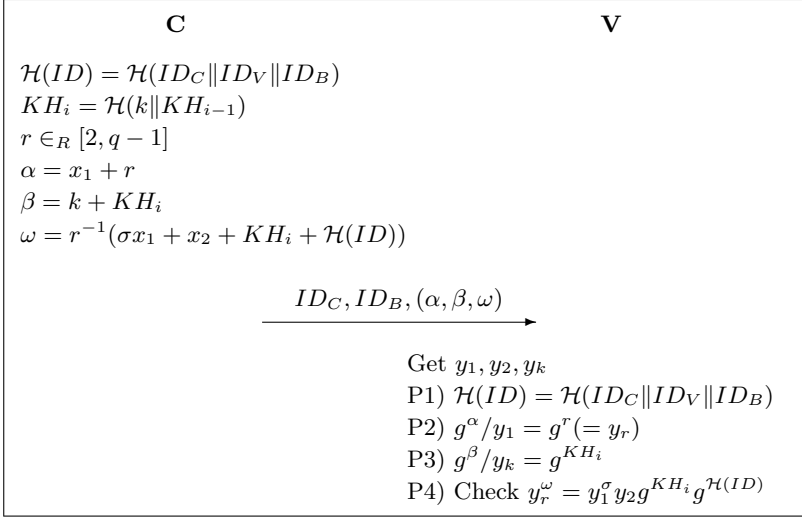 C V
𝓗(ID) = 𝓗(ID_C‖ID_V‖ID_B)
KH_i = 𝓗(k‖KH_{i−1})
r ∈_R [2, q − 1]
α = x_1 + r
β = k + KH_i
ω = r^{−1}(σx_1 + x_2 + KH_i + 𝓗(ID))
ID_C, ID_B, (α, β, ω)
Get y_1, y_2, y_k
P1) 𝓗(ID) = 𝓗(ID_C‖ID_V‖ID_B)
P2) g^α/y_1 = g^r(= y_r)
P3) g^β/y_k = g^{KH_i}
P4) Check y_r^ω = y_1^σ y_2 g^{KH_i} g^{𝓗(ID)}